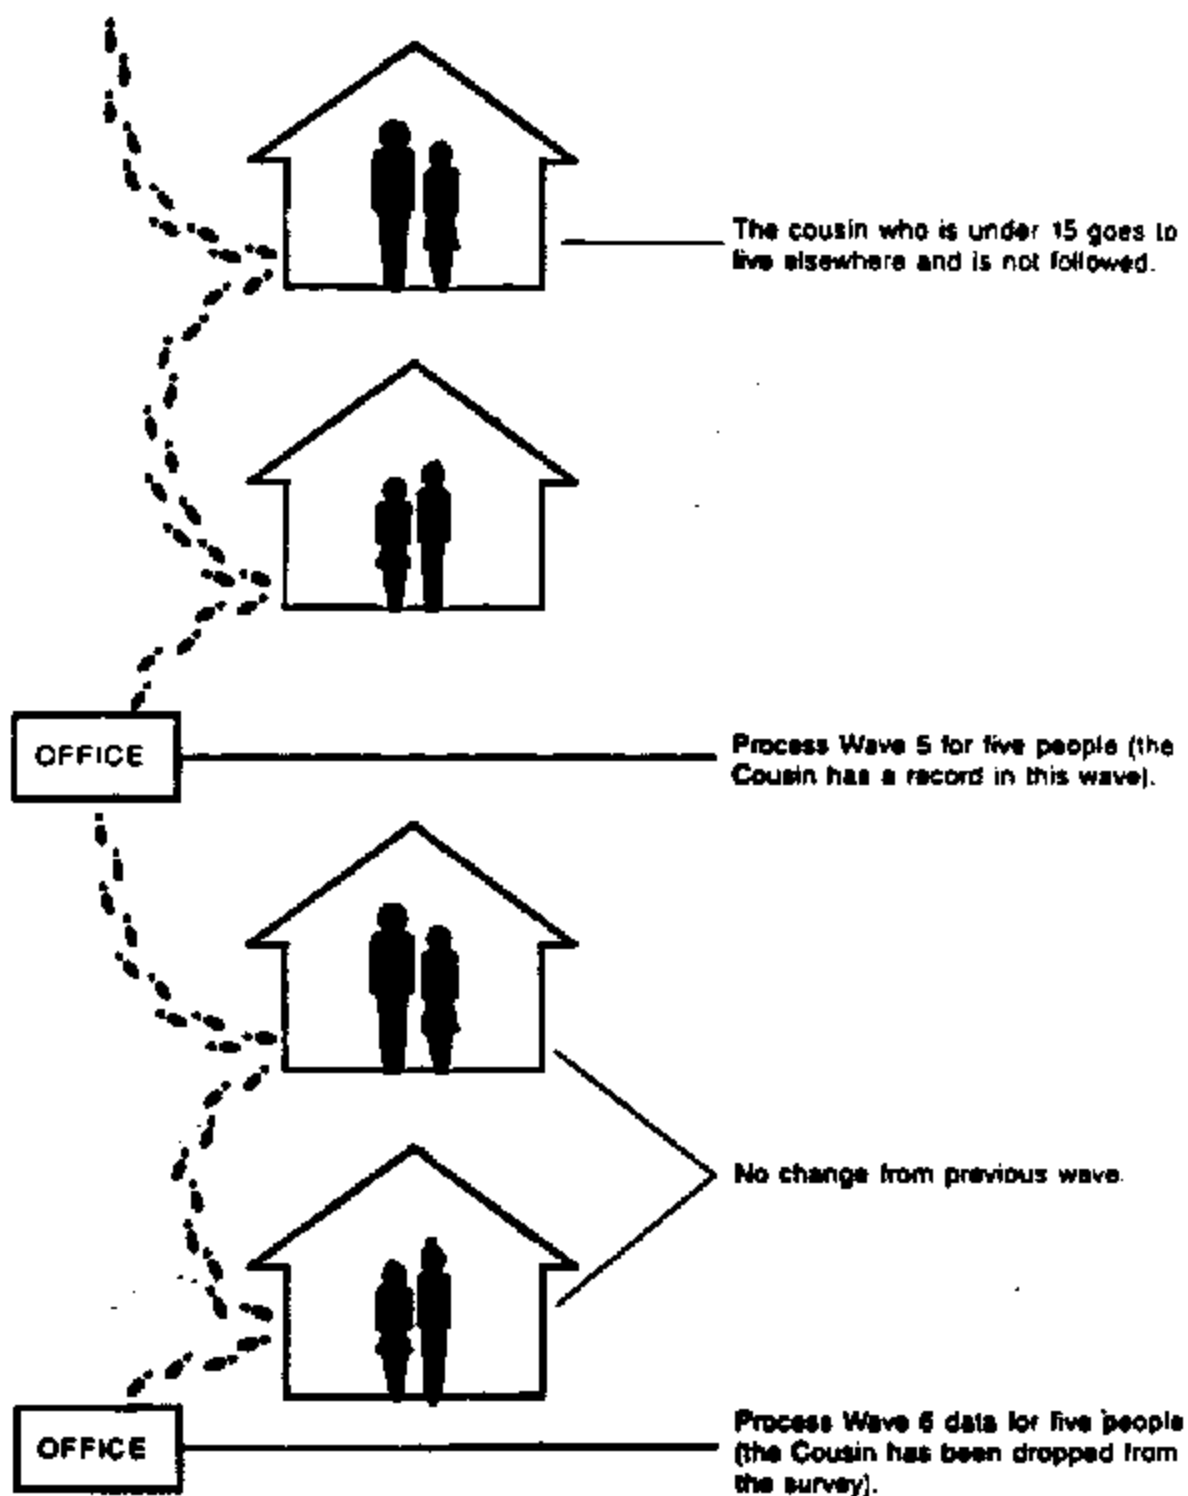 The cousin who is under 15 goes to
live elsewhere and is not followed.
OFFICE
Process Wave 5 for five people (the
Cousin has a record in this wave).
No change from previous wave.
OFFICE
Process Wave 6 data for five people
(the Cousin has been dropped from
the survey).